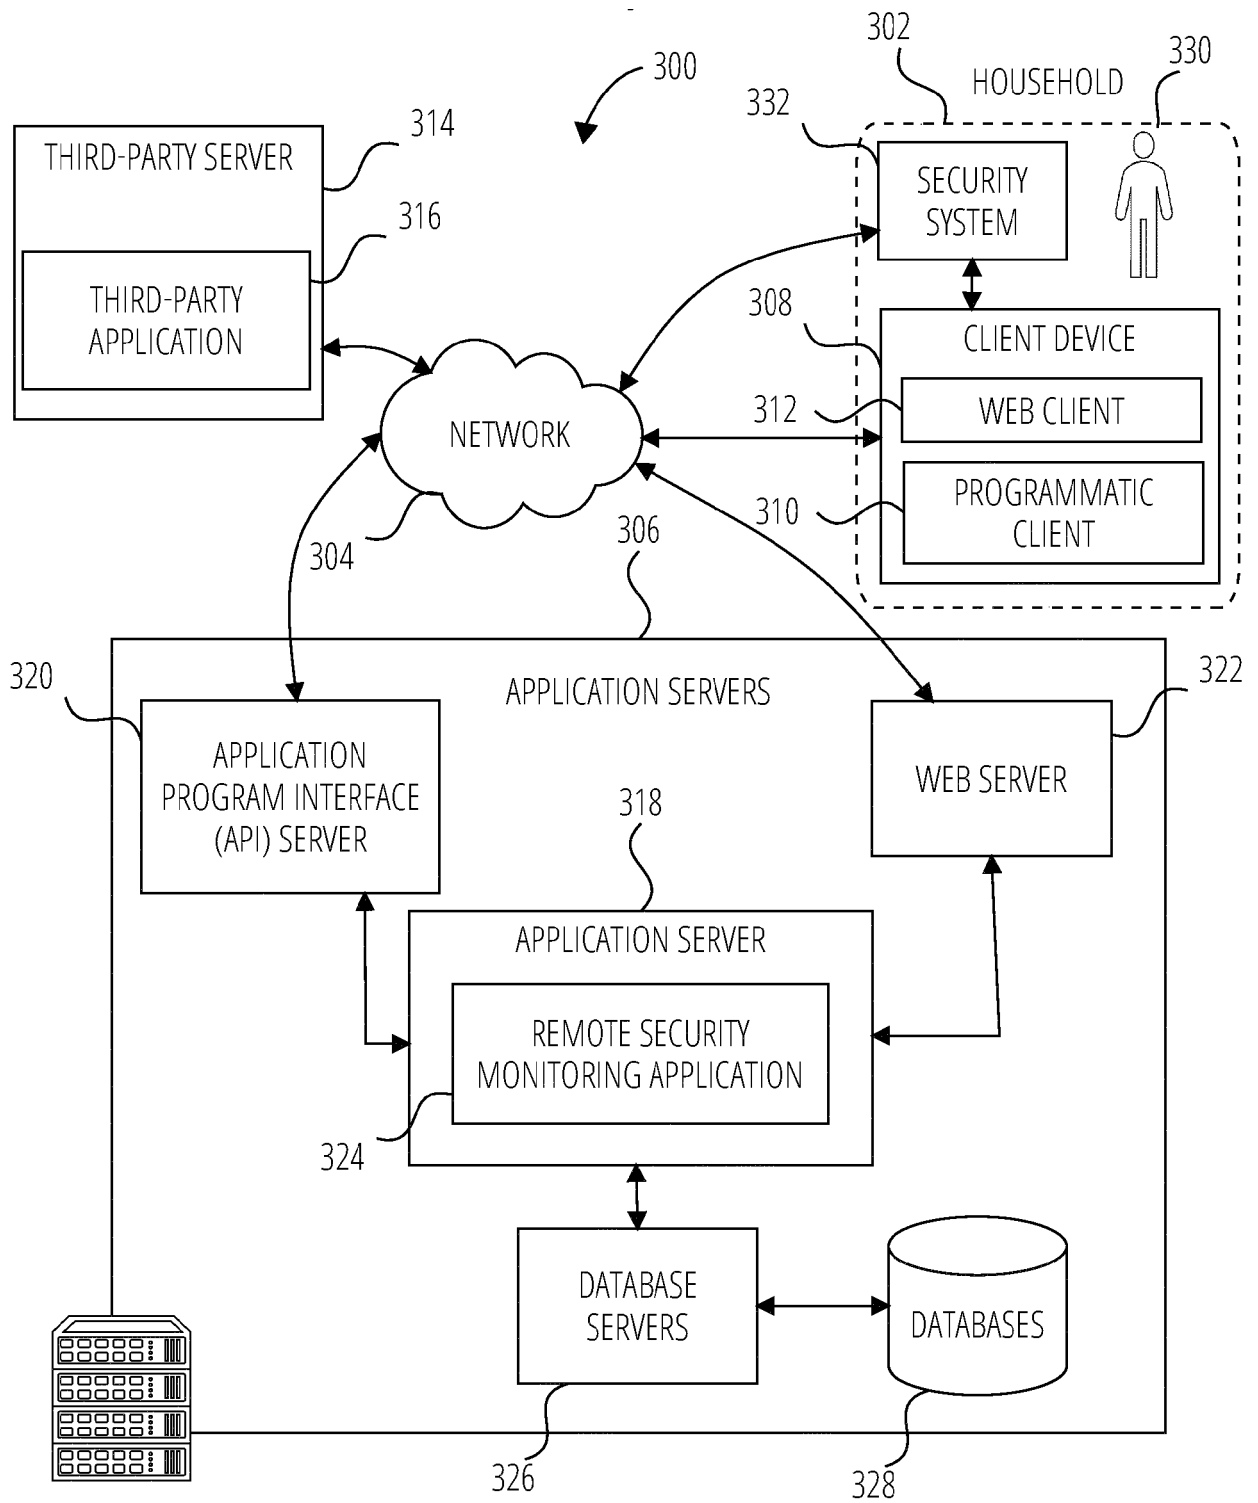 300
302
330
HOUSEHOLD
332
314
THIRD-PARTY SERVER
316
THIRD-PARTY
APPLICATION
SECURITY
SYSTEM
308
CLIENT DEVICE
312
WEB CLIENT
NETWORK
310
PROGRAMMATIC
CLIENT
304
306
320
APPLICATION SERVERS
322
APPLICATION
PROGRAM INTERFACE
(API) SERVER
WEB SERVER
318
APPLICATION SERVER
REMOTE SECURITY
MONITORING APPLICATION
324
DATABASE
SERVERS
DATABASES
326
328